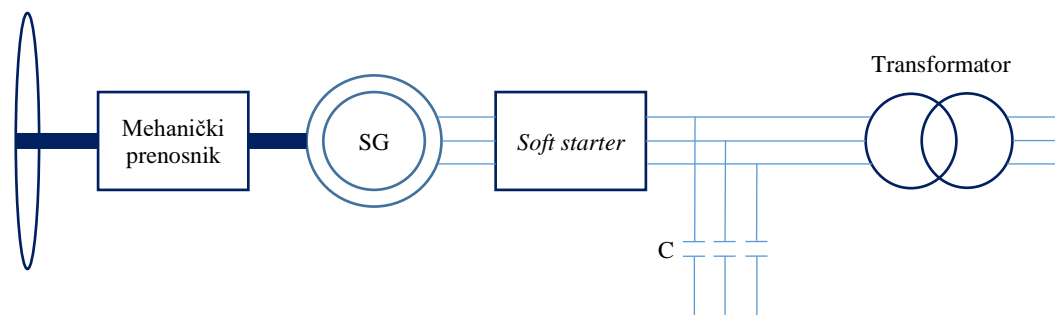 Transformator
Mehanički
prenosnik
SG
Soft starter
C